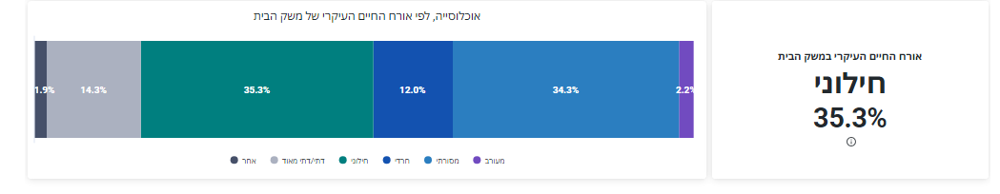 אוכלוסייה, לפי אורח החיים העיקרי של משק הבית
1.9% 14.3% 35.3% 12.0% 34.3% 2.2%
מעורב מסורתי חרדי חילוני דתי/דתי מאוד אחר
אורח החיים העיקרי במשק הבית
חילוני
35.3%